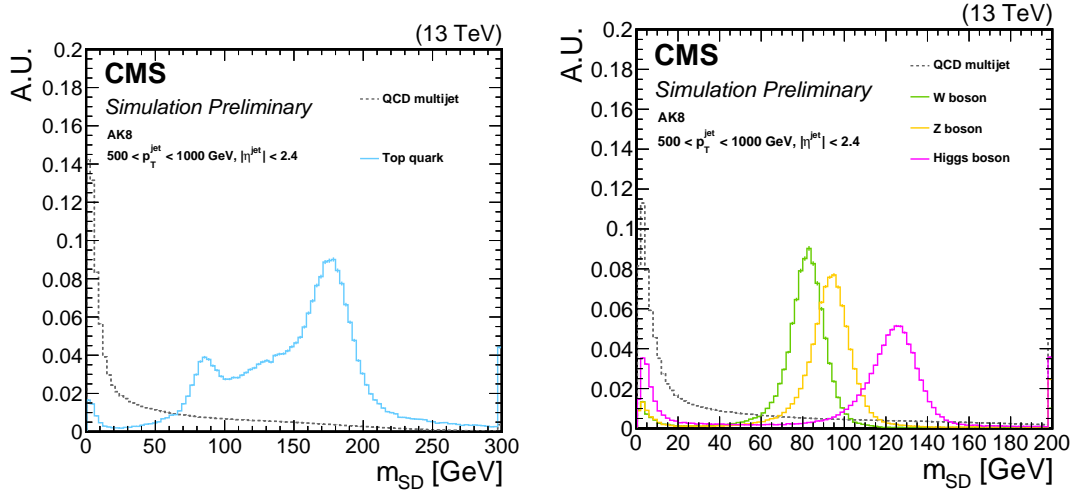 (13 TeV)
A.U.
0.2
0.18
0.16
0.14
0.12
0.1
0.08
0.06
0.04
0.02
0
CMS
Simulation Preliminary
AK8
500 < p_T^jet < 1000 GeV, |η^jet| < 2.4
QCD multijet
Top quark
0 50 100 150 200 250 300
m_SD [GeV]
(13 TeV)
A.U.
0.2
0.18
0.16
0.14
0.12
0.1
0.08
0.06
0.04
0.02
0
CMS
Simulation Preliminary
AK8
500 < p_T^jet < 1000 GeV, |η^jet| < 2.4
QCD multijet
W boson
Z boson
Higgs boson
0 20 40 60 80 100 120 140 160 180 200
m_SD [GeV]